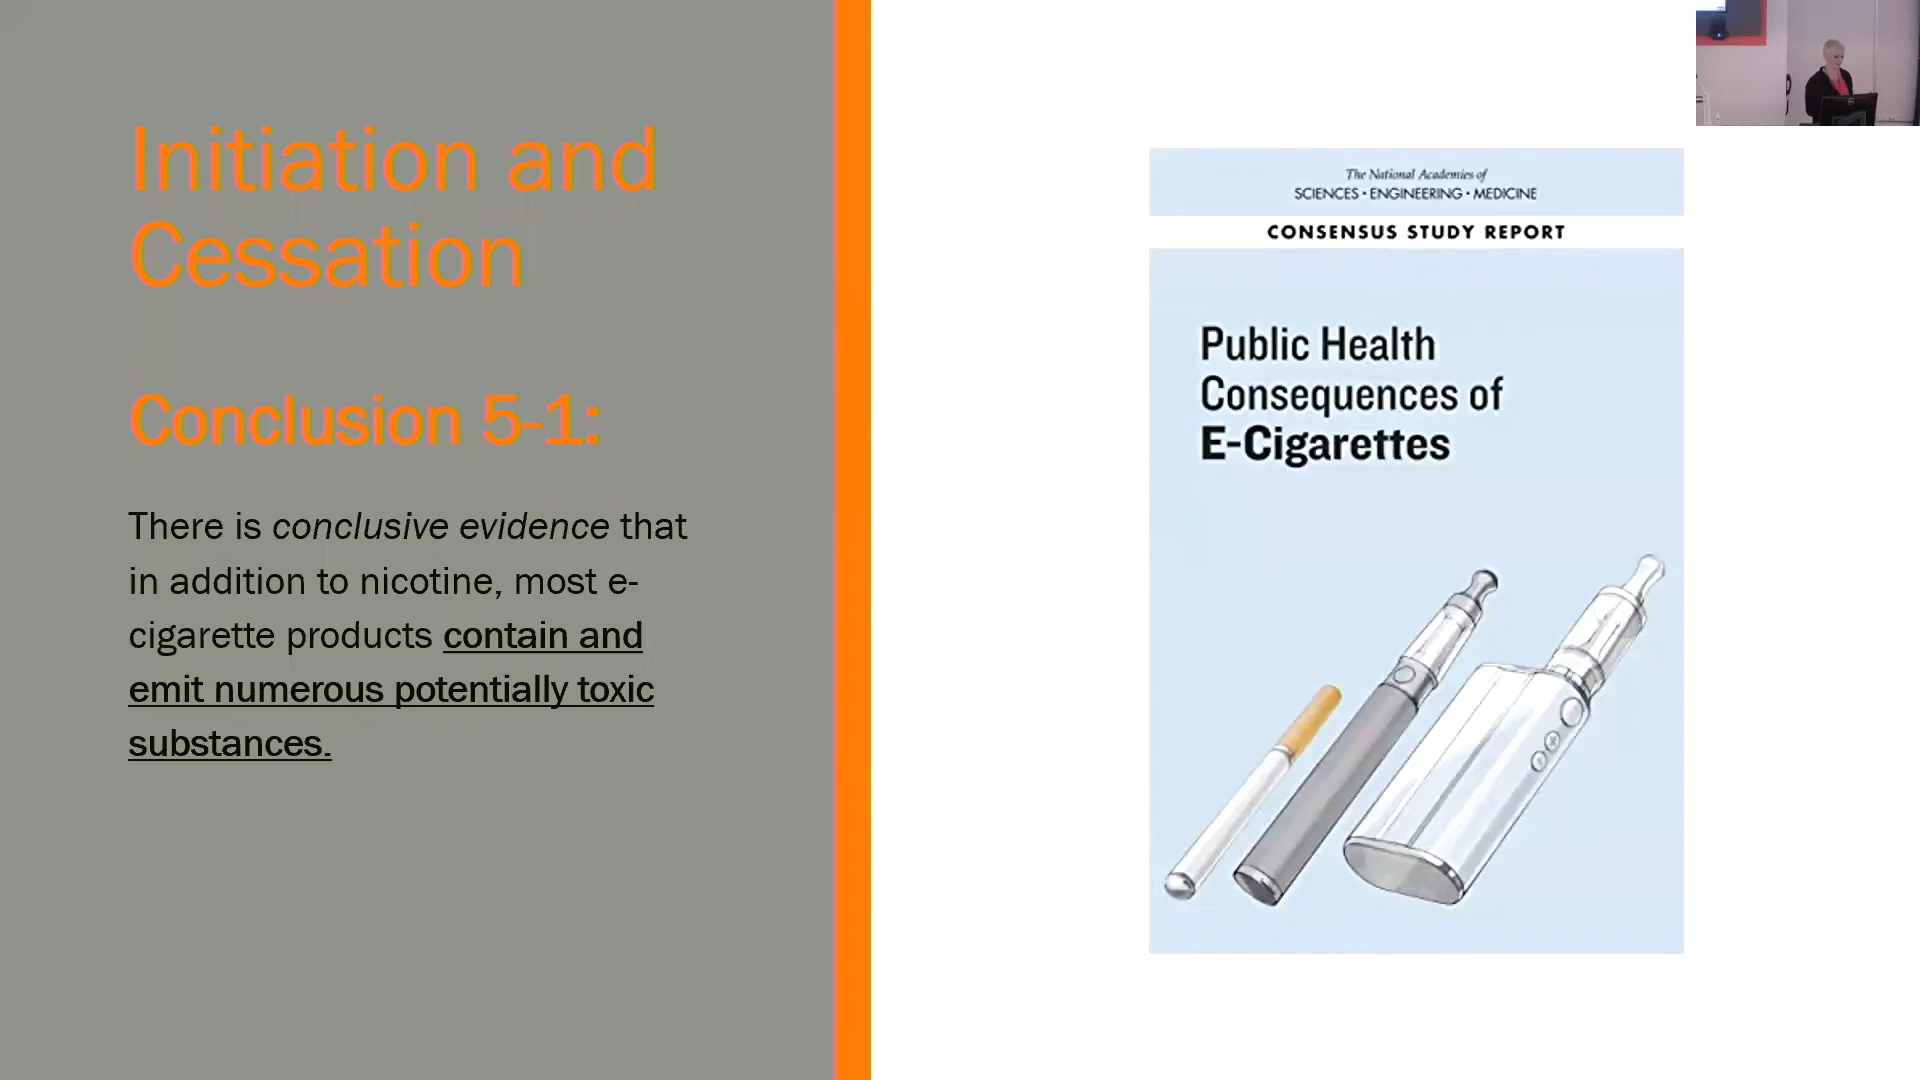 Initiation and
Cessation
Conclusion 5-1:
There is conclusive evidence that
in addition to nicotine, most e-
cigarette products contain and
emit numerous potentially toxic
substances.
The National Academies of
SCIENCES • ENGINEERING • MEDICINE
CONSENSUS STUDY REPORT
Public Health
Consequences of
E-Cigarettes